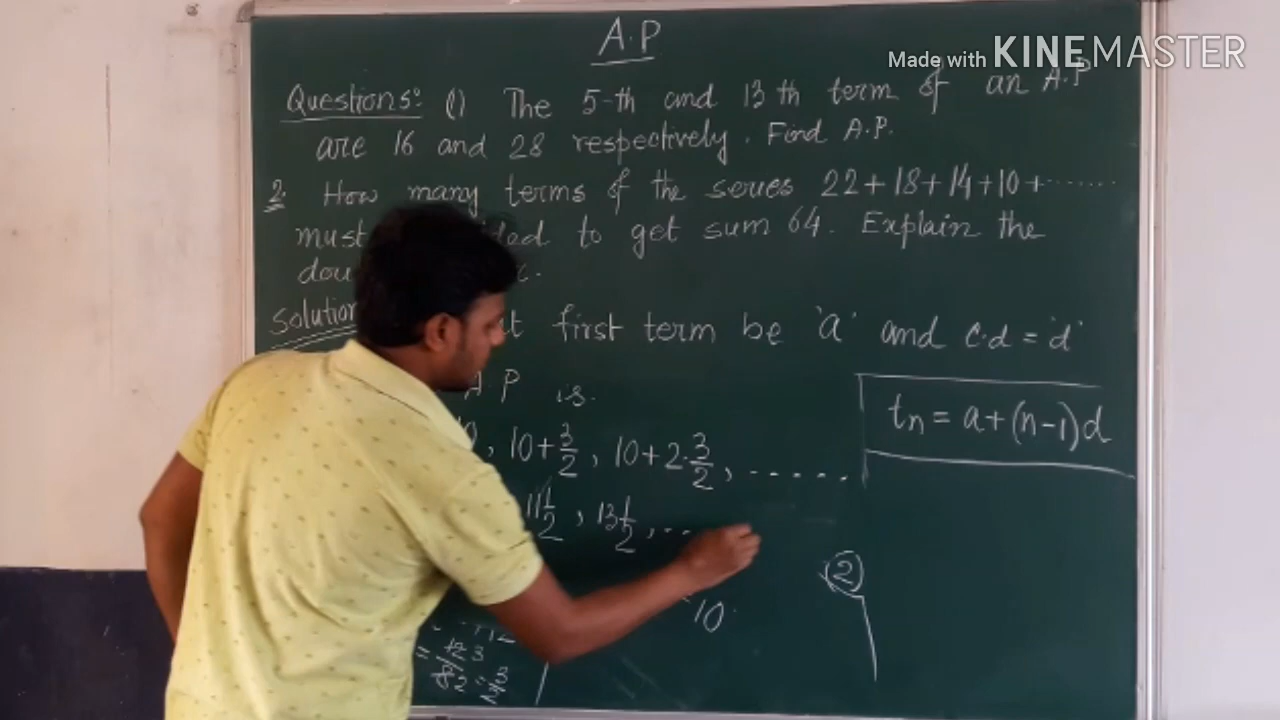 Made with KINEMASTER
A.P
Questions: (1) The 5-th and 13 th term of an A.P
are 16 and 28 respectively. Find A.P.
2. How many terms of the series 22+18+14+10+.......
must ded to get sum 64. Explain the
dou c.
Solution t first term be 'a' and c.d = 'd'
A.P is.
10, 10+3/2, 10+2.3/2, ......
tn = a+(n-1)d
11 1/2, 13 1/2, ...
2
10